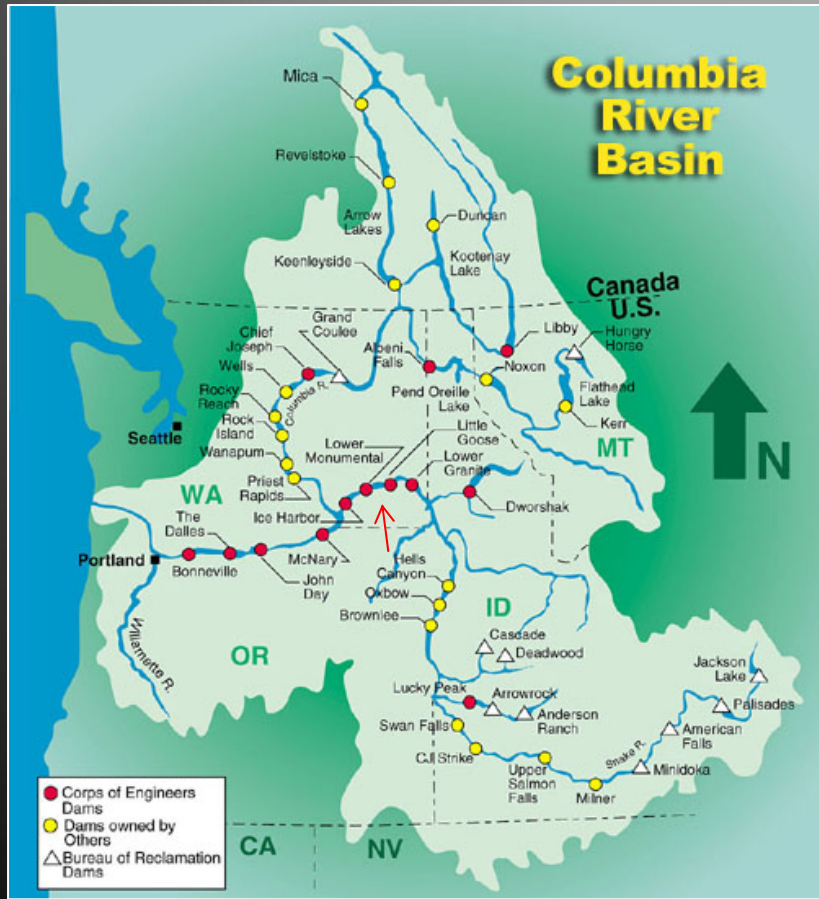 Columbia
River
Basin
Mica
Revelstoke
Arrow
Lakes
Duncan
Kootenay
Lake
Keenleyside
Canada
U.S.
Grand
Coulee
Chief
Joseph
Albeni
Falls
Libby
Hungry
Horse
Wells
Noxon
Columbia R.
Pend Oreille
Lake
Flathead
Lake
Rocky
Reach
Kerr
Rock
Island
Seattle
Little
Goose
Lower
Monumental
Lower
Granite
MT
N
Wanapum
Priest
Rapids
WA
Ice Harbor
Dworshak
The
Dalles
Portland
Bonneville
McNary
John
Day
Hells
Canyon
Oxbow
Brownlee
ID
Willamette R.
OR
Cascade
Deadwood
Jackson
Lake
Lucky Peak
Arrowrock
Anderson
Ranch
Palisades
Swan Falls
American
Falls
CJ Strike
Snake R.
Upper
Salmon
Falls
Minidoka
Milner
Corps of Engineers
Dams
Dams owned by
Others
Bureau of Reclamation
Dams
CA
NV